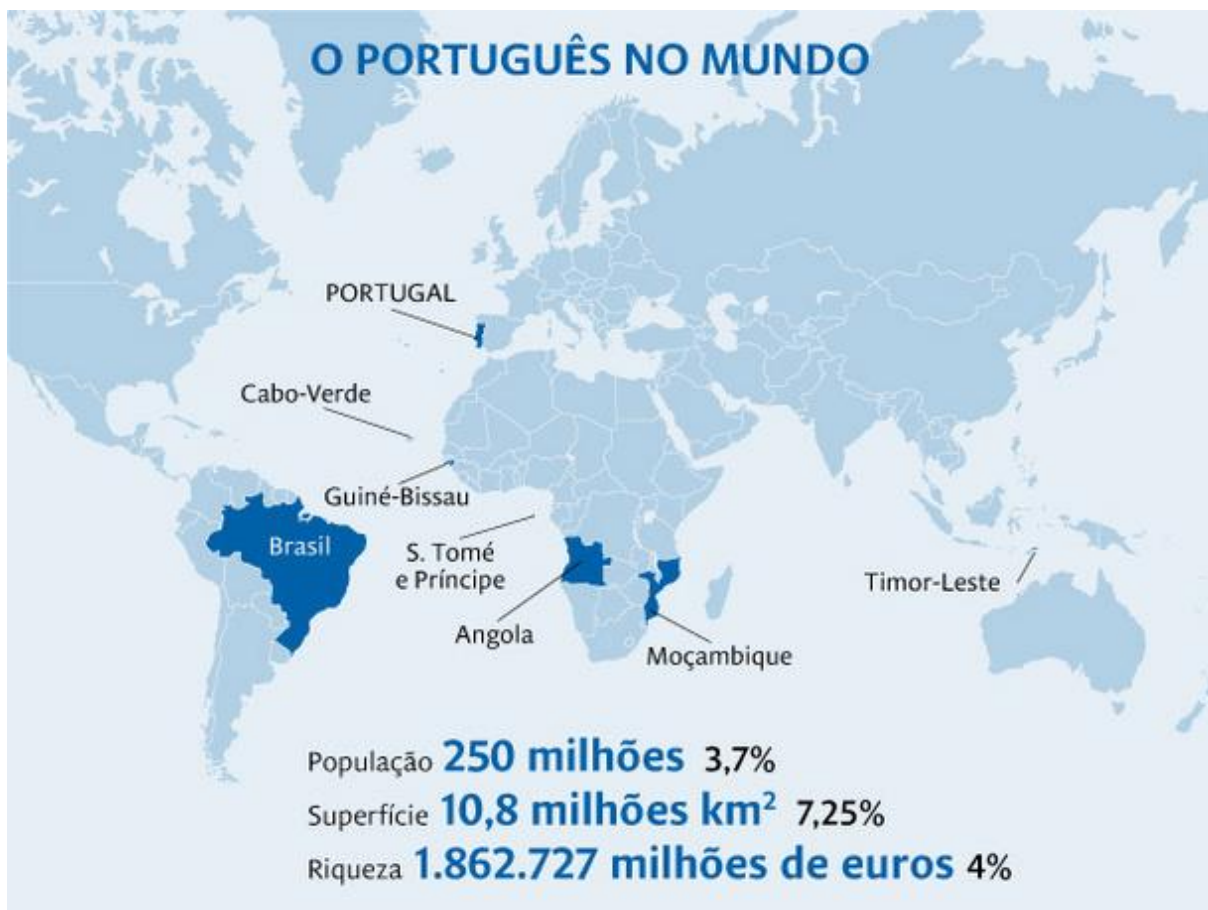 O PORTUGUÊS NO MUNDO
PORTUGAL
Cabo-Verde
Guiné-Bissau
Brasil
S. Tomé
e Príncipe
Timor-Leste
Angola
Moçambique
População 250 milhões 3,7%
Superfície 10,8 milhões km² 7,25%
Riqueza 1.862.727 milhões de euros 4%